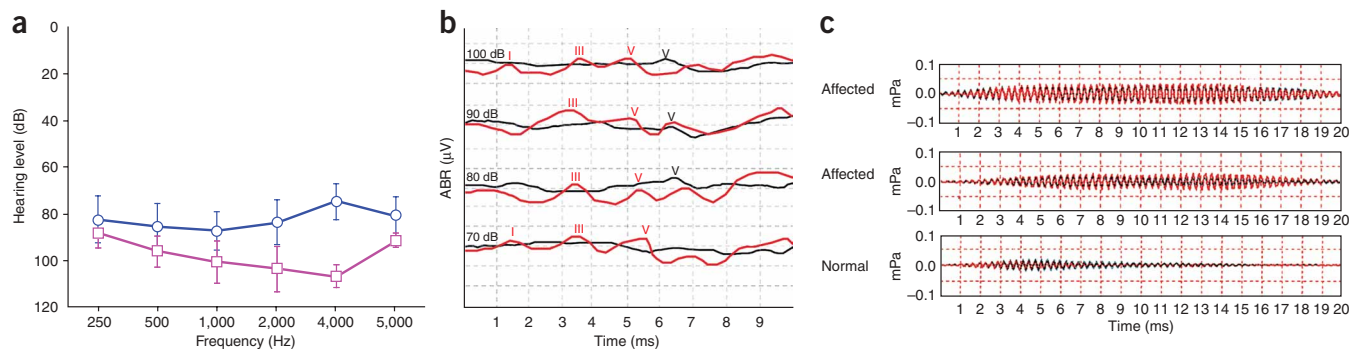 a
0
20
40
60
80
100
120
Hearing level (dB)
250 500 1,000 2,000 4,000 5,000
Frequency (Hz)
b
100 dB I III V V
90 dB III V V
80 dB III V V
70 dB I III V
ABR (μV)
1 2 3 4 5 6 7 8 9
Time (ms)
c
Affected
mPa
0.1
0.0
–0.1
1 2 3 4 5 6 7 8 9 10 11 12 13 14 15 16 17 18 19 20
Affected
mPa
0.1
0.0
–0.1
1 2 3 4 5 6 7 8 9 10 11 12 13 14 15 16 17 18 19 20
Normal
mPa
0.1
0.0
–0.1
1 2 3 4 5 6 7 8 9 10 11 12 13 14 15 16 17 18 19 20
Time (ms)